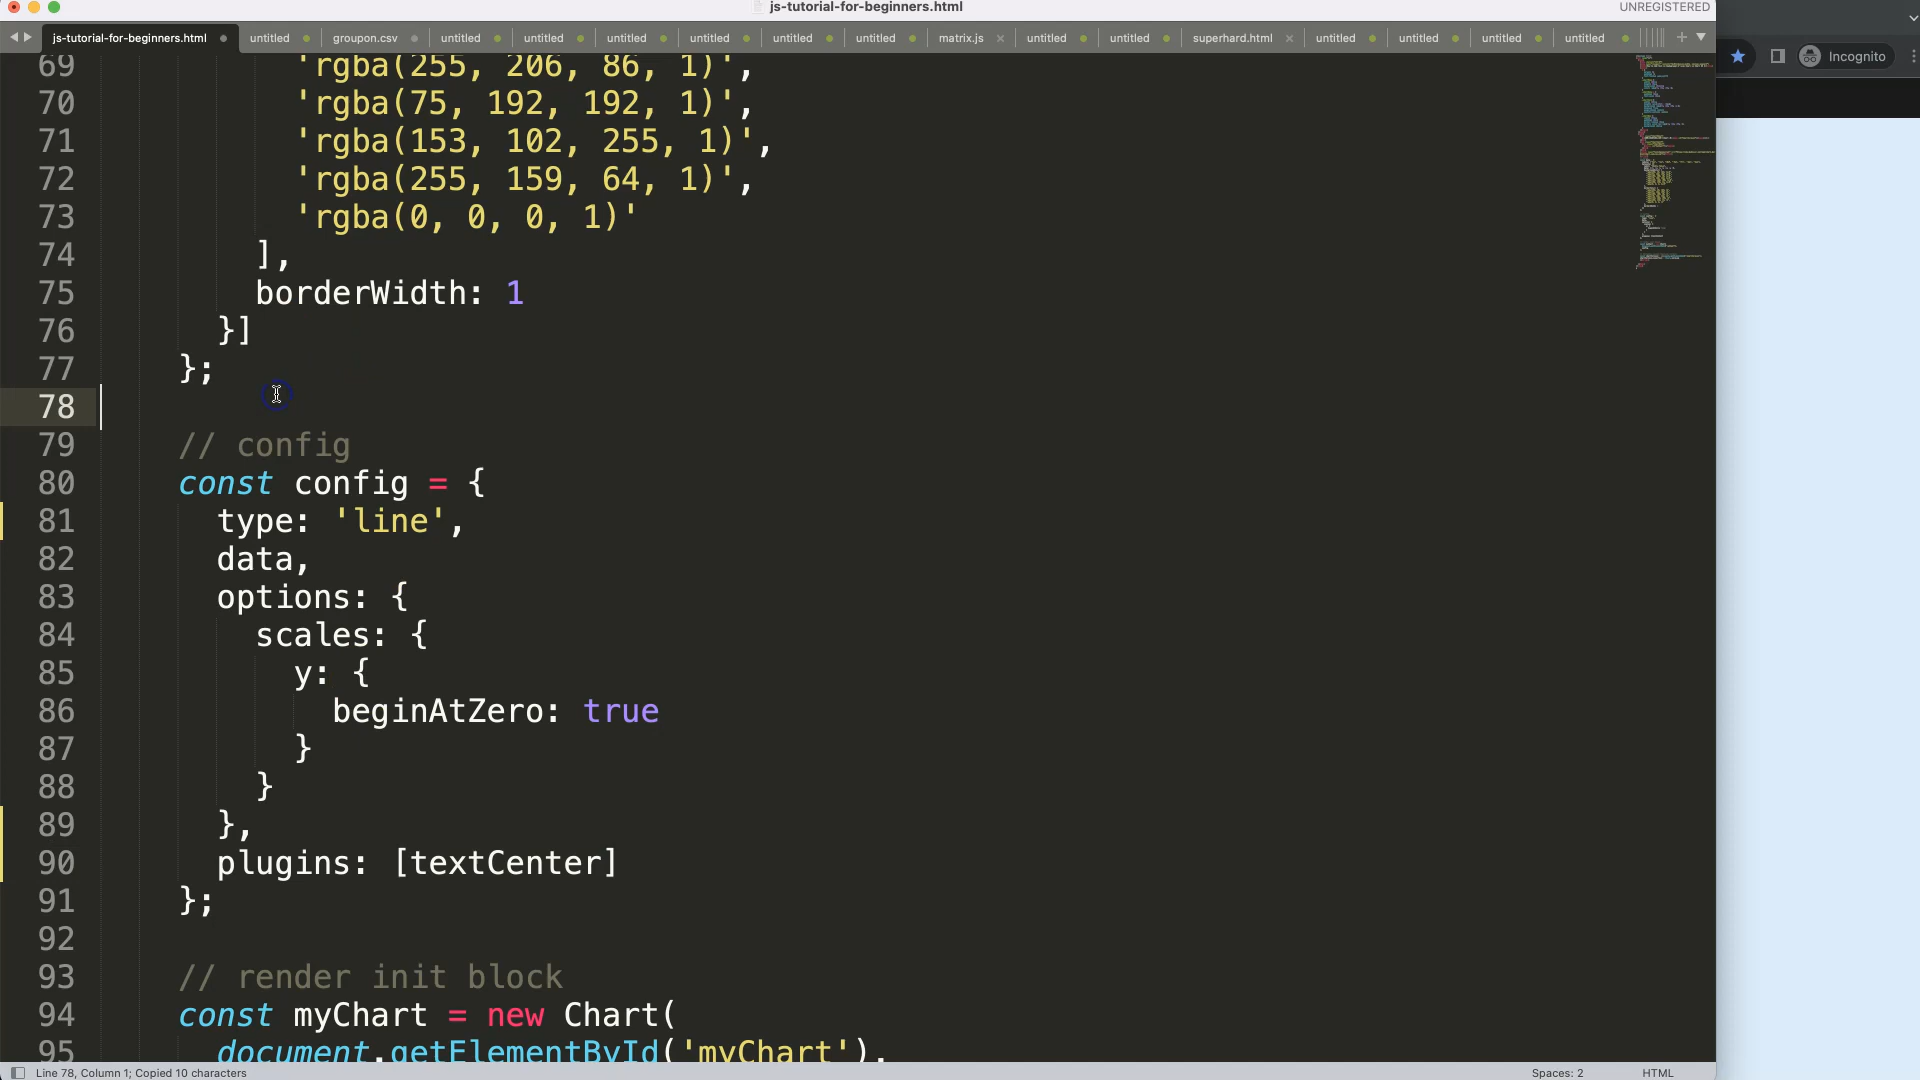 js-tutorial-for-beginners.html
UNREGISTERED
js-tutorial-for-beginners.html untitled groupon.csv untitled untitled untitled untitled untitled untitled matrix.js untitled untitled superhard.html untitled untitled untitled untitled
Incognito
69 'rgba(255, 206, 86, 1)',
70 'rgba(75, 192, 192, 1)',
71 'rgba(153, 102, 255, 1)',
72 'rgba(255, 159, 64, 1)',
73 'rgba(0, 0, 0, 1)'
74 ],
75 borderWidth: 1
76 }]
77 };
78
79 // config
80 const config = {
81 type: 'line',
82 data,
83 options: {
84 scales: {
85 y: {
86 beginAtZero: true
87 }
88 }
89 },
90 plugins: [textCenter]
91 };
92
93 // render init block
94 const myChart = new Chart(
95 document.getElementById('myChart'),
Line 78, Column 1; Copied 10 characters
Spaces: 2
HTML